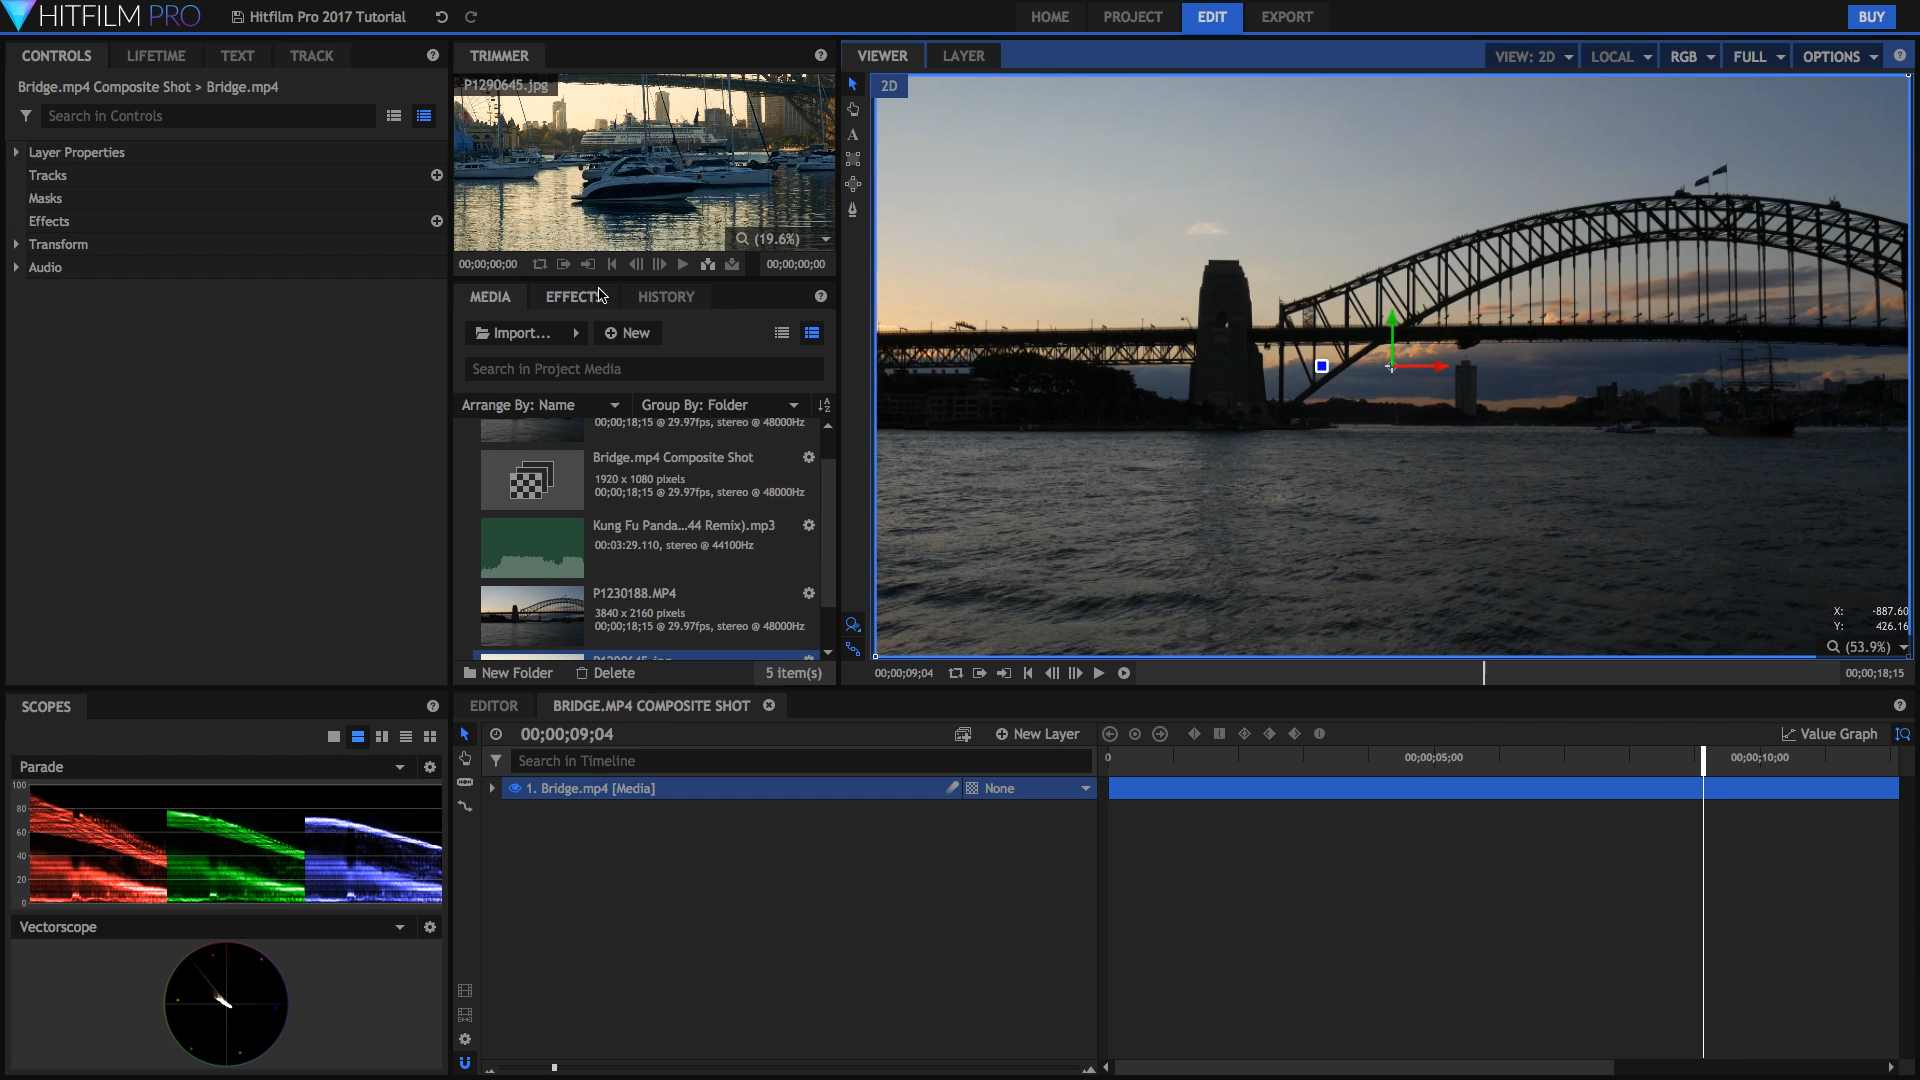 HITFILM PRO
Hitfilm Pro 2017 Tutorial
HOME
PROJECT
EDIT
EXPORT
BUY
CONTROLS
LIFETIME
TEXT
TRACK
Bridge.mp4 Composite Shot > Bridge.mp4
Search in Controls
Layer Properties
Tracks
Masks
Effects
Transform
Audio
TRIMMER
P1290645.jpg
(19.6%)
00;00;00;00
00;00;00;00
MEDIA
EFFECTS
HISTORY
Import...
New
Search in Project Media
Arrange By: Name
Group By: Folder
00;00;18;15 @ 29.97fps, stereo @ 48000Hz
Bridge.mp4 Composite Shot
1920 x 1080 pixels
00;00;18;15 @ 29.97fps, stereo @ 48000Hz
Kung Fu Panda...44 Remix).mp3
00:03:29.110, stereo @ 44100Hz
P1230188.MP4
3840 x 2160 pixels
00;00;18;15 @ 29.97fps, stereo @ 48000Hz
New Folder
Delete
5 item(s)
VIEWER
LAYER
VIEW: 2D
LOCAL
RGB
FULL
OPTIONS
2D
X: -887.60
Y: 426.16
(53.9%)
00;00;09;04
00;00;18;15
SCOPES
Parade
100
80
60
40
20
0
Vectorscope
EDITOR
BRIDGE.MP4 COMPOSITE SHOT
00;00;09;04
New Layer
Value Graph
Search in Timeline
0
00;00;05;00
00;00;10;00
1. Bridge.mp4 [Media]
None